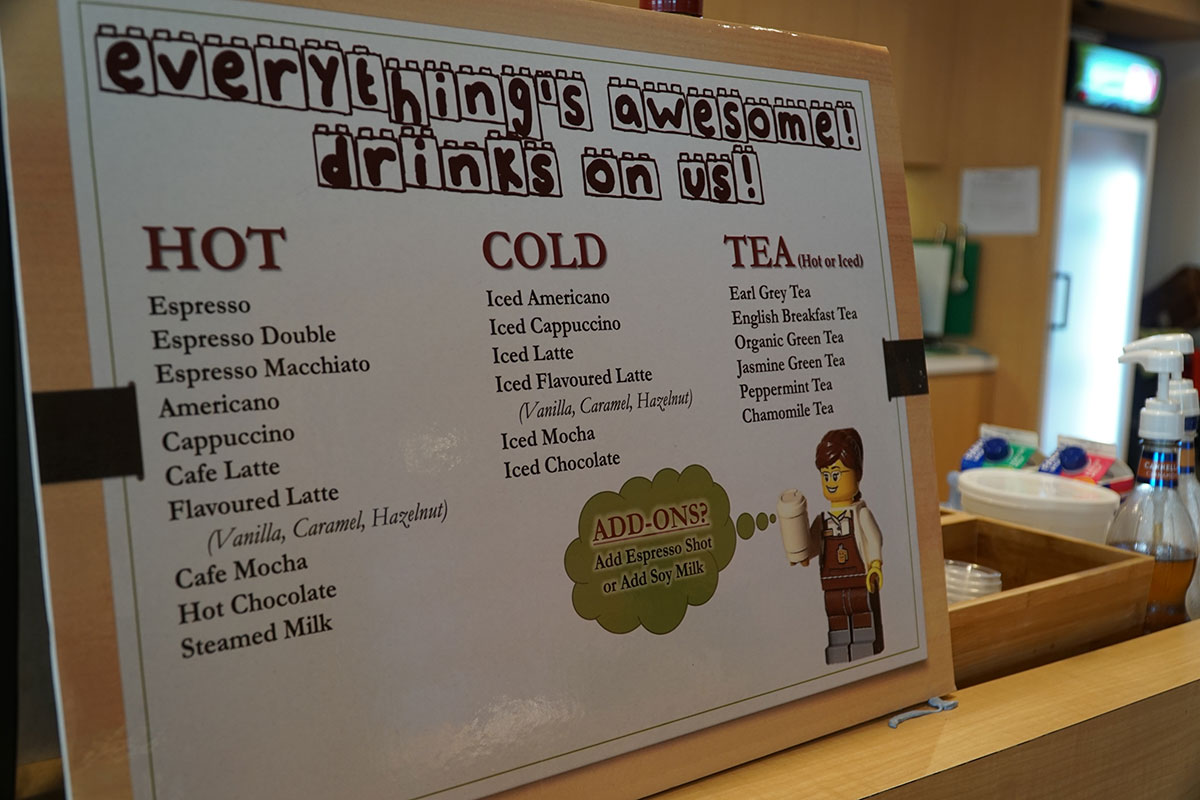 everything's awesome!
drinks on us!
HOT
Espresso
Espresso Double
Espresso Macchiato
Americano
Cappuccino
Cafe Latte
Flavoured Latte
(Vanilla, Caramel, Hazelnut)
Cafe Mocha
Hot Chocolate
Steamed Milk
COLD
Iced Americano
Iced Cappuccino
Iced Latte
Iced Flavoured Latte
(Vanilla, Caramel, Hazelnut)
Iced Mocha
Iced Chocolate
TEA (Hot or Iced)
Earl Grey Tea
English Breakfast Tea
Organic Green Tea
Jasmine Green Tea
Peppermint Tea
Chamomile Tea
ADD-ONS?
Add Espresso Shot
or Add Soy Milk